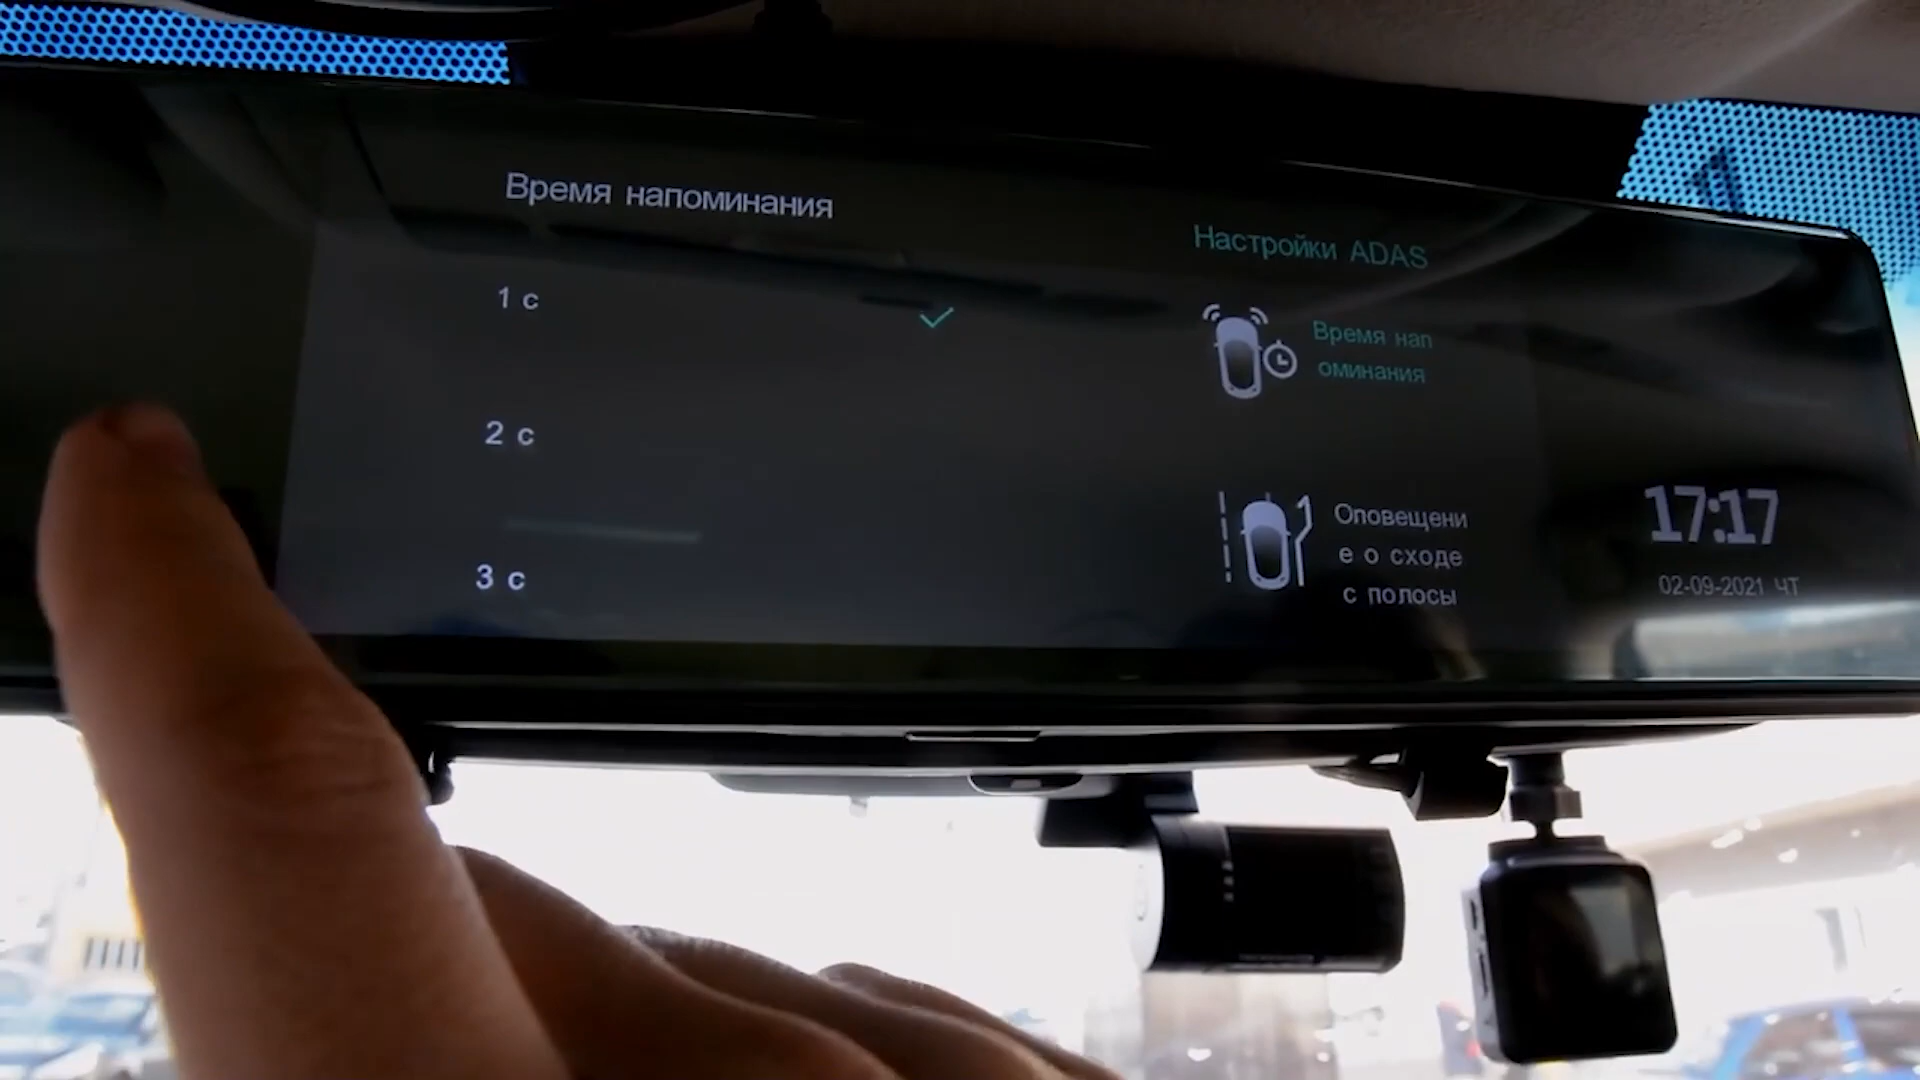 Время напоминания
1 с
2 с
3 с
Настройки ADAS
Время нап
оминания
Оповещени
е о сходе
с полосы
17:17
02-09-2021 ЧТ